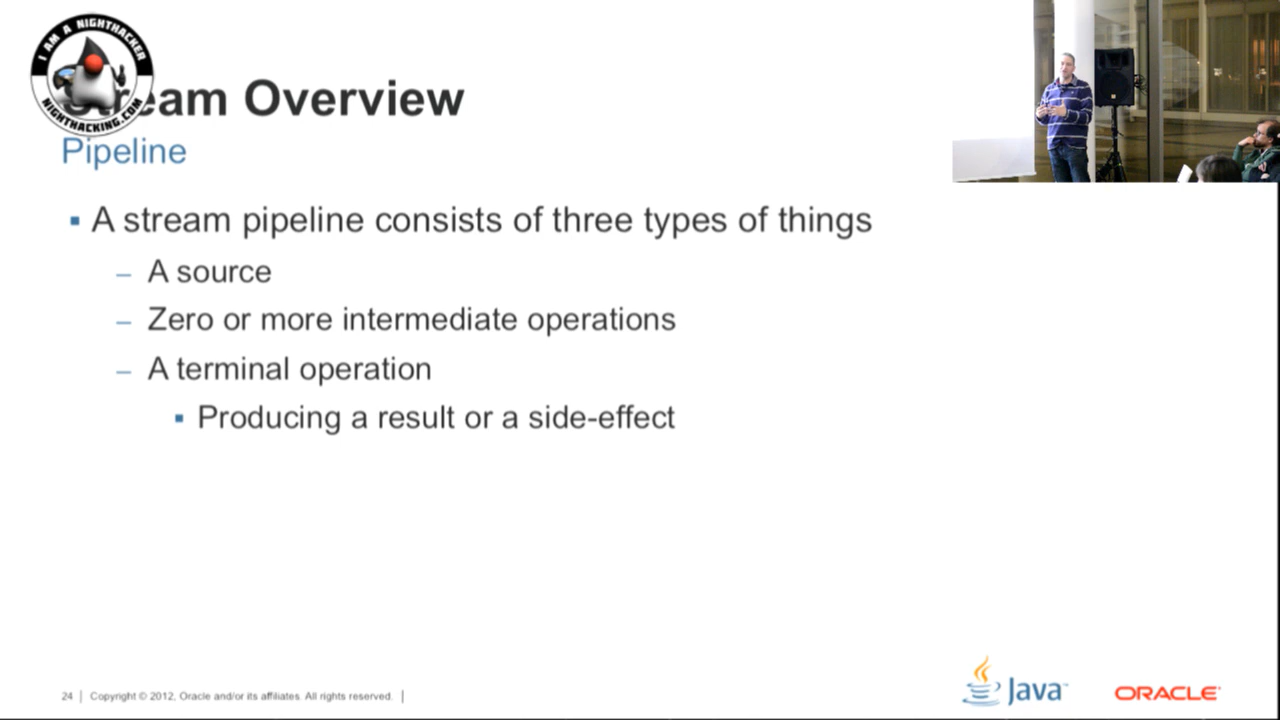 I AM A NIGHTHACKER
NIGHTHACKING.COM
eam Overview
Pipeline
A stream pipeline consists of three types of things
– A source
– Zero or more intermediate operations
– A terminal operation
Producing a result or a side-effect
24 | Copyright © 2012, Oracle and/or its affiliates. All rights reserved. |
Java
ORACLE